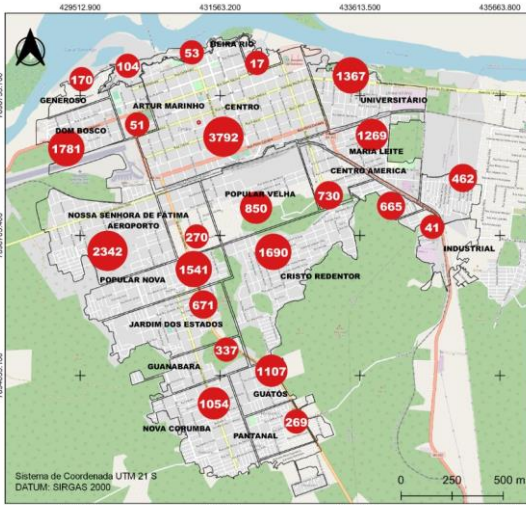 429512.900 431563.200 433613.500 435663.800
BEIRA RIO
53
104
17
170
1367
GENEROSO
ARTUR MARINHO
CENTRO
UNIVERSITÁRIO
51
DOM BOSCO
3792
1269
1781
MARIA LEITE
CENTRO AMERICA
462
POPULAR VELHA
730
850
665
NOSSA SENHORA DE FÁTIMA
AEROPORTO
41
270
2342
1690
INDUSTRIAL
1541
POPULAR NOVA
CRISTO REDENTOR
671
JARDIM DOS ESTADOS
337
GUANABARA
1107
GUATÓS
1054
269
NOVA CORUMBA
PANTANAL
Sistema de Coordenada UTM 21 S
DATUM: SIRGAS 2000
0 250 500 m